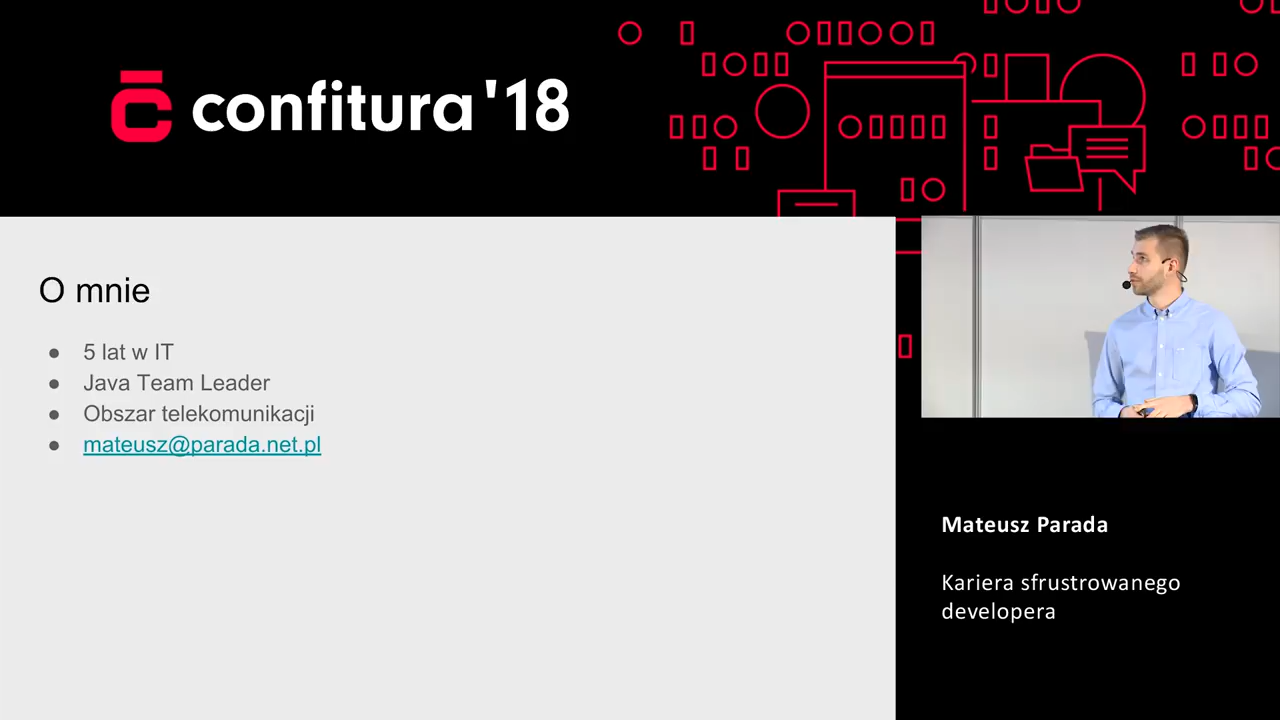 confitura '18
O mnie
5 lat w IT
Java Team Leader
Obszar telekomunikacji
mateusz@parada.net.pl
Mateusz Parada
Kariera sfrustrowanego
developera